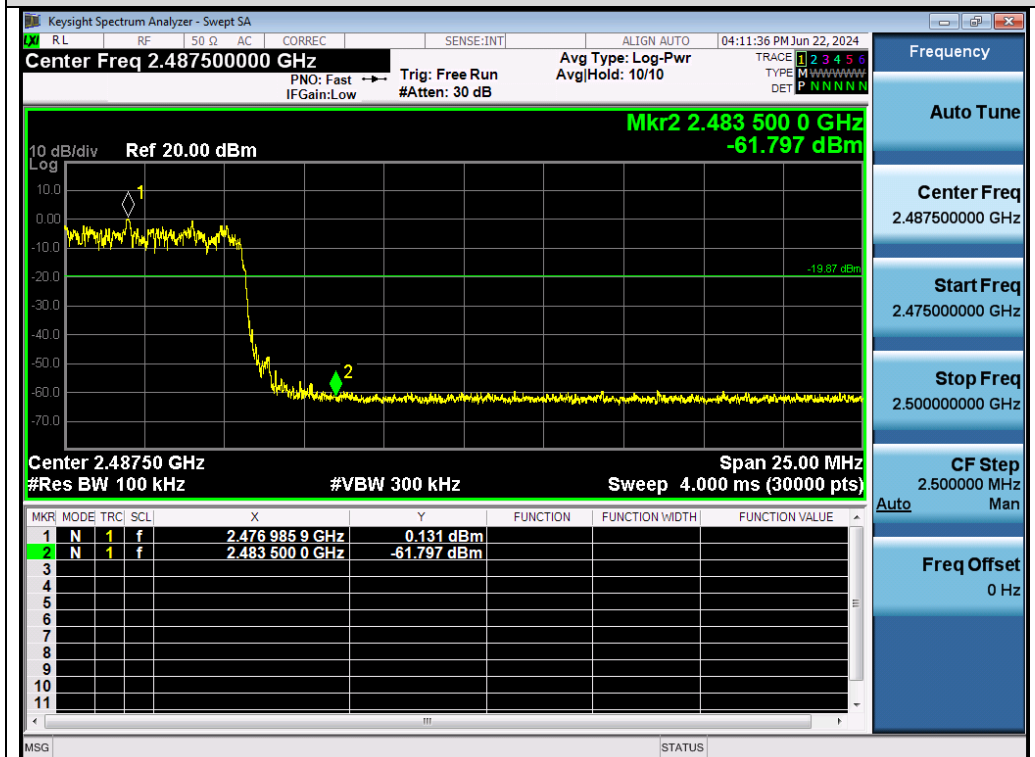 Keysight Spectrum Analyzer - Swept SA
LXI RL RF 50 Ω AC CORREC SENSE:INT ALIGN AUTO 04:11:36 PM Jun 22, 2024
Center Freq 2.487500000 GHz
PNO: Fast
IFGain:Low
Trig: Free Run
#Atten: 30 dB
Avg Type: Log-Pwr
Avg|Hold: 10/10
TRACE 1 2 3 4 5 6
TYPE M W W W W W
DET P N N N N N
Mkr2 2.483 500 0 GHz
-61.797 dBm
10 dB/div Ref 20.00 dBm
Log
10.0
0.00
-10.0
-20.0
-30.0
-40.0
-50.0
-60.0
-70.0
1
2
-19.87 dBm
Center 2.48750 GHz Span 25.00 MHz
#Res BW 100 kHz #VBW 300 kHz Sweep 4.000 ms (30000 pts)
MKR MODE TRC SCL X Y FUNCTION FUNCTION WIDTH FUNCTION VALUE
1 N 1 f 2.476 985 9 GHz 0.131 dBm
2 N 1 f 2.483 500 0 GHz -61.797 dBm
3
4
5
6
7
8
9
10
11
MSG STATUS
Frequency
Auto Tune
Center Freq
2.487500000 GHz
Start Freq
2.475000000 GHz
Stop Freq
2.500000000 GHz
CF Step
2.500000 MHz
Auto Man
Freq Offset
0 Hz